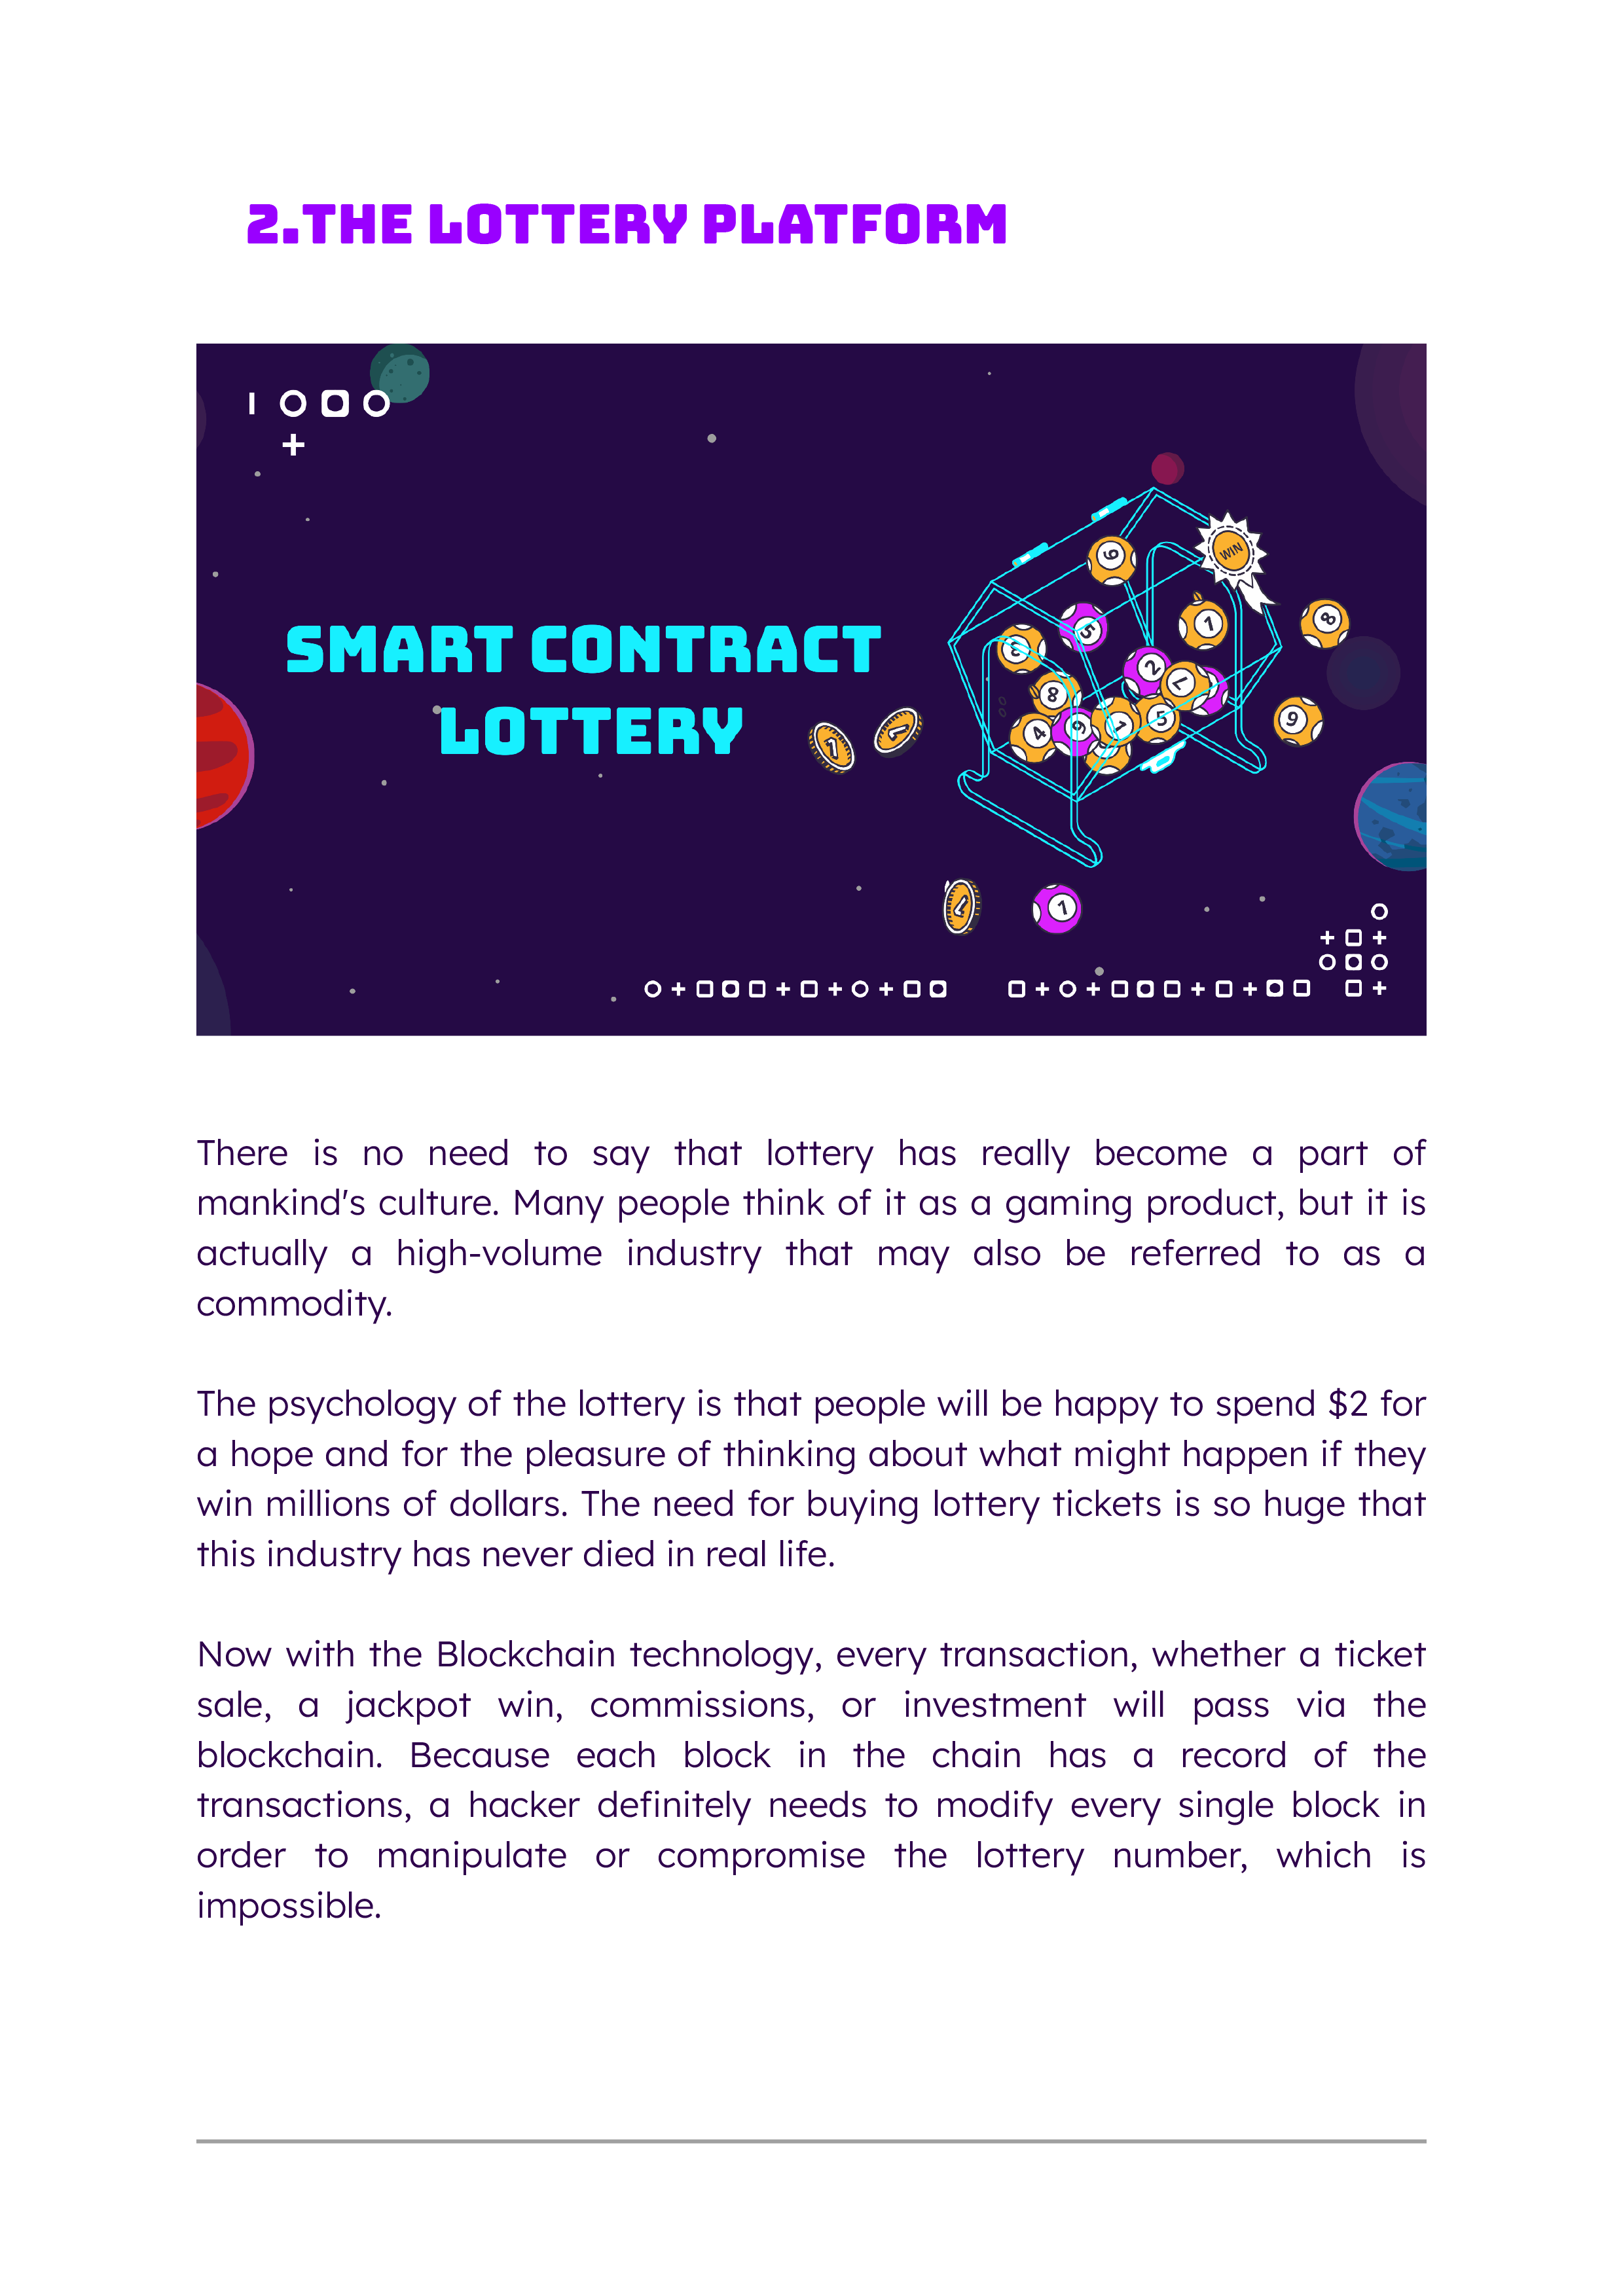 2.THE LOTTERY PLATFORM
SMART CONTRACT
LOTTERY
WIN
There is no need to say that lottery has really become a part of
mankind's culture. Many people think of it as a gaming product, but it is
actually a high-volume industry that may also be referred to as a
commodity.
The psychology of the lottery is that people will be happy to spend $2 for
a hope and for the pleasure of thinking about what might happen if they
win millions of dollars. The need for buying lottery tickets is so huge that
this industry has never died in real life.
Now with the Blockchain technology, every transaction, whether a ticket
sale, a jackpot win, commissions, or investment will pass via the
blockchain. Because each block in the chain has a record of the
transactions, a hacker definitely needs to modify every single block in
order to manipulate or compromise the lottery number, which is
impossible.